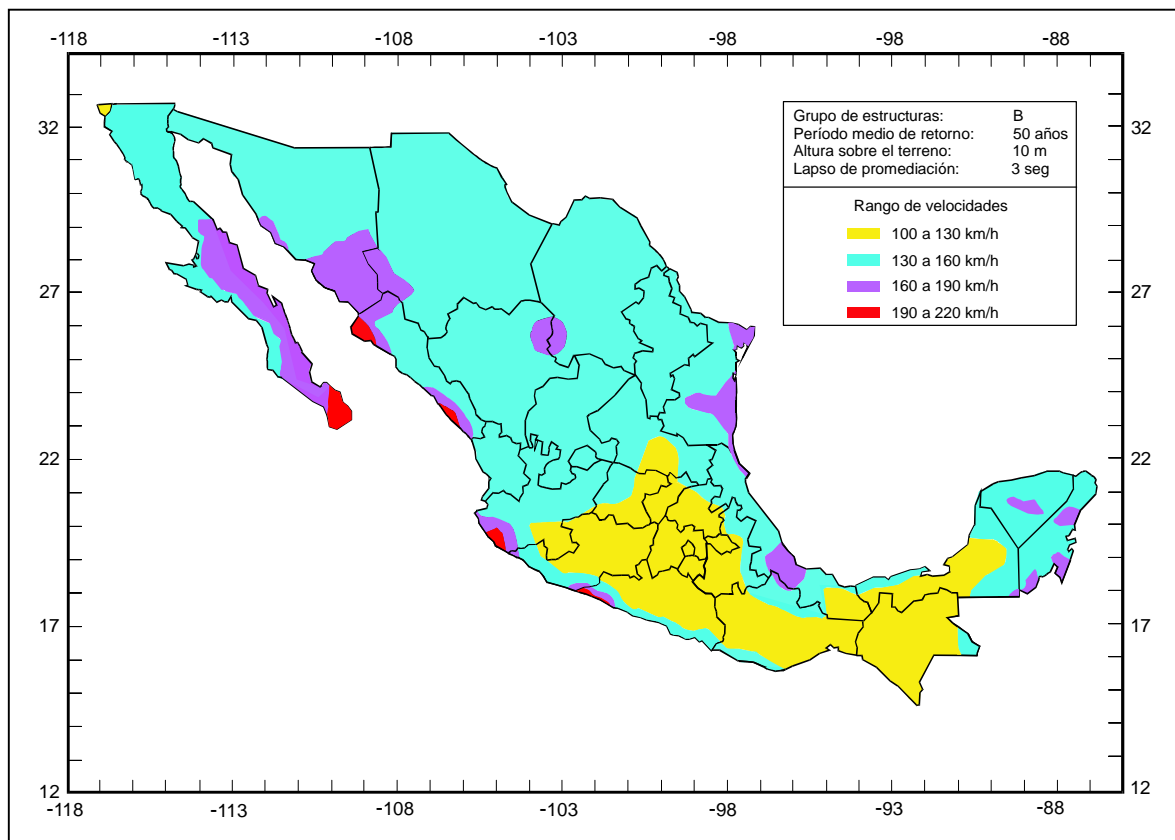 -118 -113 -108 -103 -98 -93 -88
Grupo de estructuras: B
Período medio de retorno: 50 años
Altura sobre el terreno: 10 m
Lapso de promediación: 3 seg
Rango de velocidades
100 a 130 km/h
130 a 160 km/h
160 a 190 km/h
190 a 220 km/h
32 32
27 27
22 22
17 17
12 12
-118 -113 -108 -103 -98 -93 -88